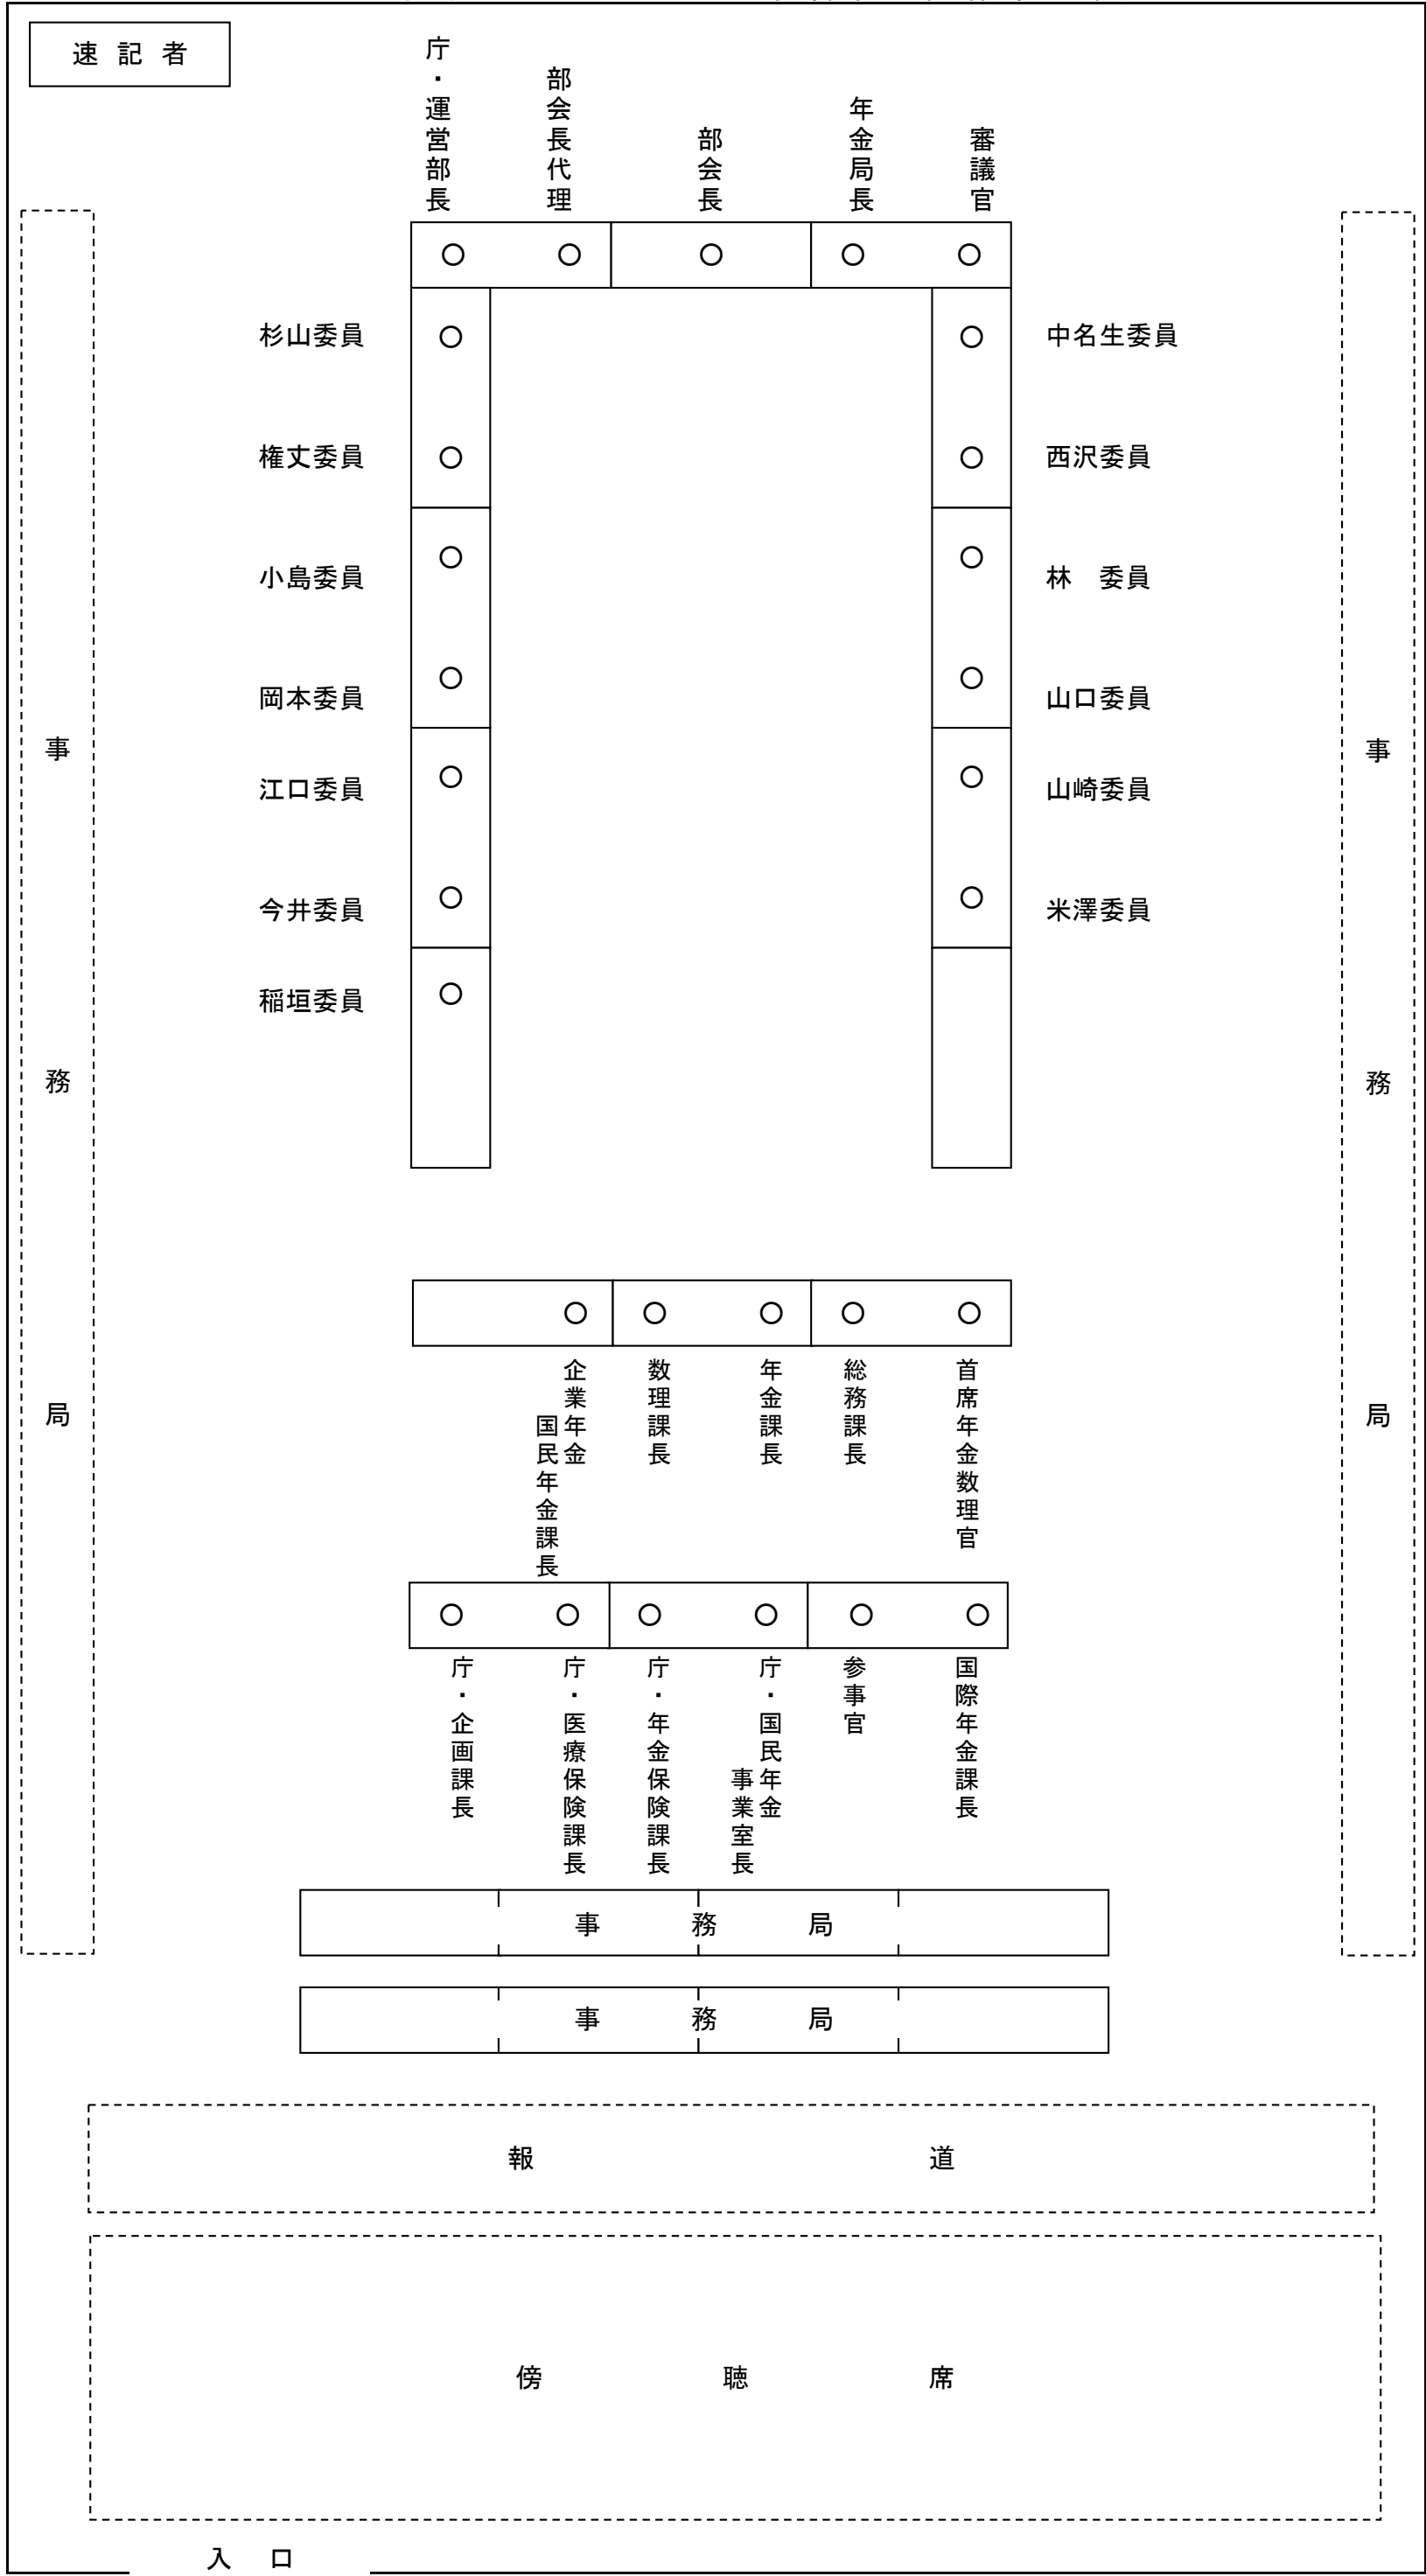 速記者
庁・運営部長
部会長代理
部会長
年金局長
審議官
杉山委員
権丈委員
小島委員
岡本委員
江口委員
今井委員
稲垣委員
中名生委員
西沢委員
林　委員
山口委員
山崎委員
米澤委員
事務局
事務局
企業年金
国民年金課長
数理課長
年金課長
総務課長
首席年金数理官
庁・企画課長
庁・医療保険課長
庁・年金保険課長
庁・国民年金
事業室長
参事官
国際年金課長
事務局
事務局
報道
傍聴席
入口